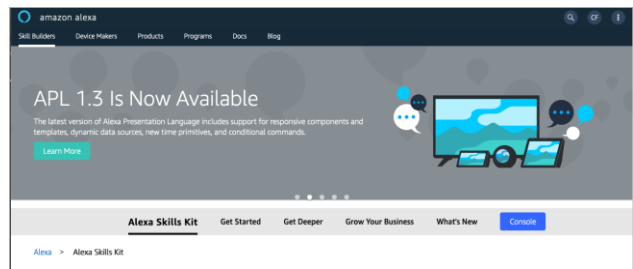 amazon alexa
CF
Skill Builders Device Makers Products Programs Docs Blog
APL 1.3 Is Now Available
The latest version of Alexa Presentation Language includes support for responsive components and
templates, dynamic data sources, new time primitives, and conditional commands.
Learn More
Alexa Skills Kit Get Started Get Deeper Grow Your Business What's New Console
Alexa > Alexa Skills Kit